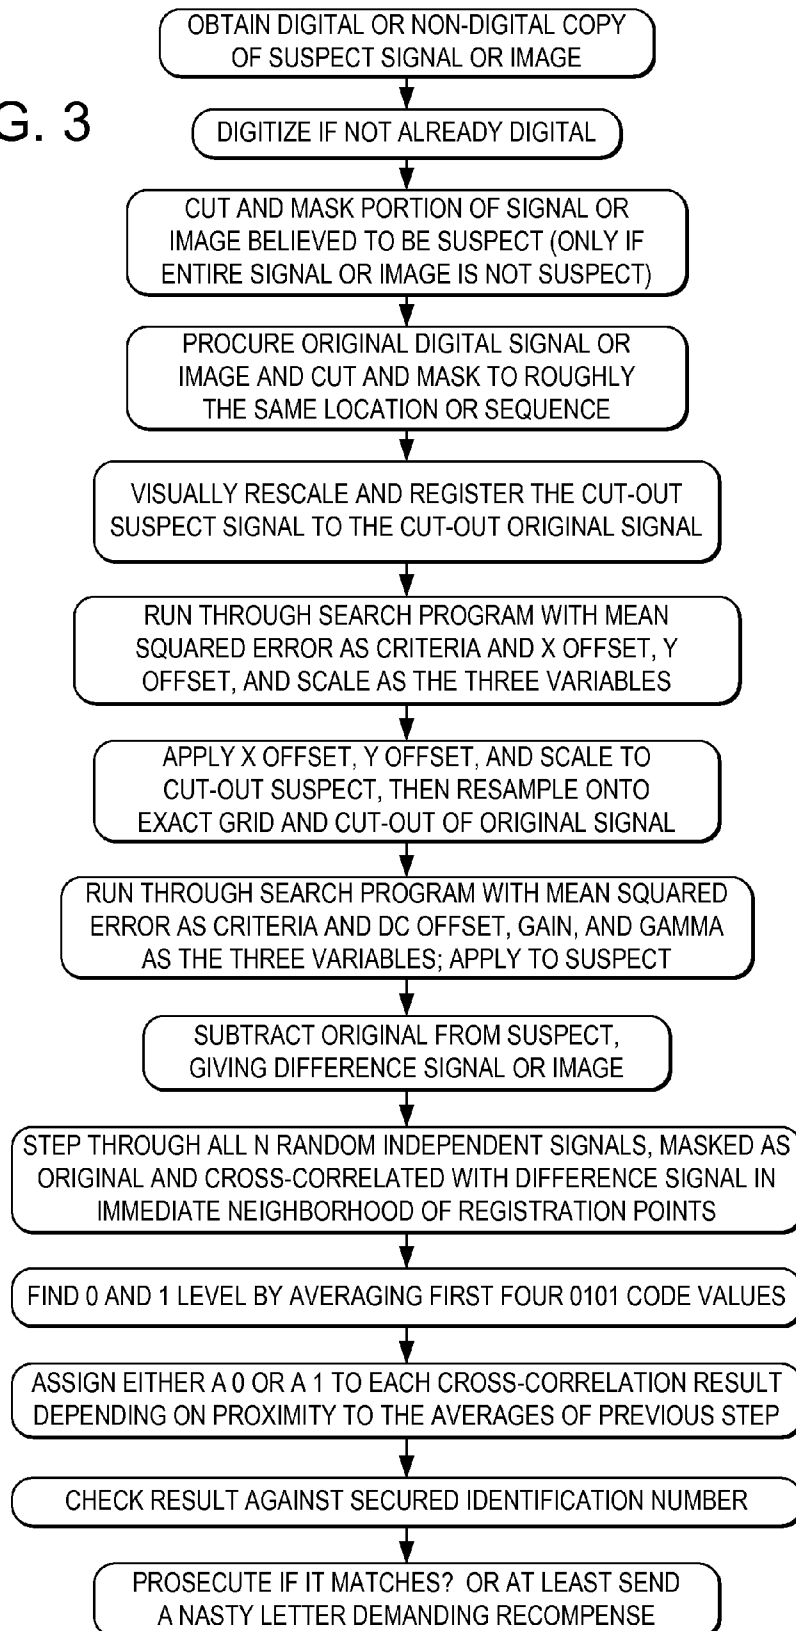 OBTAIN DIGITAL OR NON-DIGITAL COPY
OF SUSPECT SIGNAL OR IMAGE
G. 3
DIGITIZE IF NOT ALREADY DIGITAL
CUT AND MASK PORTION OF SIGNAL OR
IMAGE BELIEVED TO BE SUSPECT (ONLY IF
ENTIRE SIGNAL OR IMAGE IS NOT SUSPECT)
PROCURE ORIGINAL DIGITAL SIGNAL OR
IMAGE AND CUT AND MASK TO ROUGHLY
THE SAME LOCATION OR SEQUENCE
VISUALLY RESCALE AND REGISTER THE CUT-OUT
SUSPECT SIGNAL TO THE CUT-OUT ORIGINAL SIGNAL
RUN THROUGH SEARCH PROGRAM WITH MEAN
SQUARED ERROR AS CRITERIA AND X OFFSET, Y
OFFSET, AND SCALE AS THE THREE VARIABLES
APPLY X OFFSET, Y OFFSET, AND SCALE TO
CUT-OUT SUSPECT, THEN RESAMPLE ONTO
EXACT GRID AND CUT-OUT OF ORIGINAL SIGNAL
RUN THROUGH SEARCH PROGRAM WITH MEAN SQUARED
ERROR AS CRITERIA AND DC OFFSET, GAIN, AND GAMMA
AS THE THREE VARIABLES; APPLY TO SUSPECT
SUBTRACT ORIGINAL FROM SUSPECT,
GIVING DIFFERENCE SIGNAL OR IMAGE
STEP THROUGH ALL N RANDOM INDEPENDENT SIGNALS, MASKED AS
ORIGINAL AND CROSS-CORRELATED WITH DIFFERENCE SIGNAL IN
IMMEDIATE NEIGHBORHOOD OF REGISTRATION POINTS
FIND 0 AND 1 LEVEL BY AVERAGING FIRST FOUR 0101 CODE VALUES
ASSIGN EITHER A 0 OR A 1 TO EACH CROSS-CORRELATION RESULT
DEPENDING ON PROXIMITY TO THE AVERAGES OF PREVIOUS STEP
CHECK RESULT AGAINST SECURED IDENTIFICATION NUMBER
PROSECUTE IF IT MATCHES? OR AT LEAST SEND
A NASTY LETTER DEMANDING RECOMPENSE